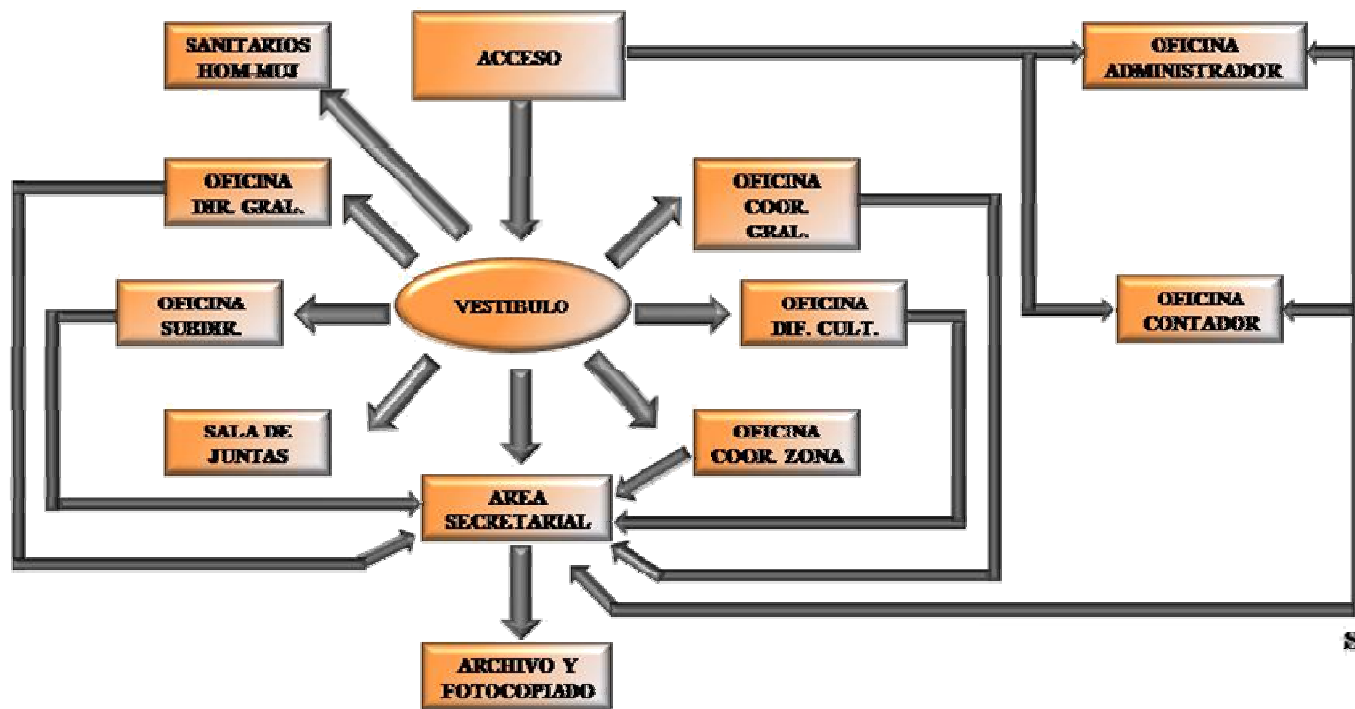 SANITARIOS
HOM-MUJ
ACCESO
OFICINA
ADMINISTRADOR
OFICINA
DIR. GRAL.
OFICINA
COOR.
GRAL.
OFICINA
SUBDIR.
VESTIBULO
OFICINA
DIF. CULT.
OFICINA
CONTADOR
SALA DE
JUNTAS
OFICINA
COOR. ZONA
AREA
SECRETARIAL
S
ARCHIVO Y
FOTOCOPIADO